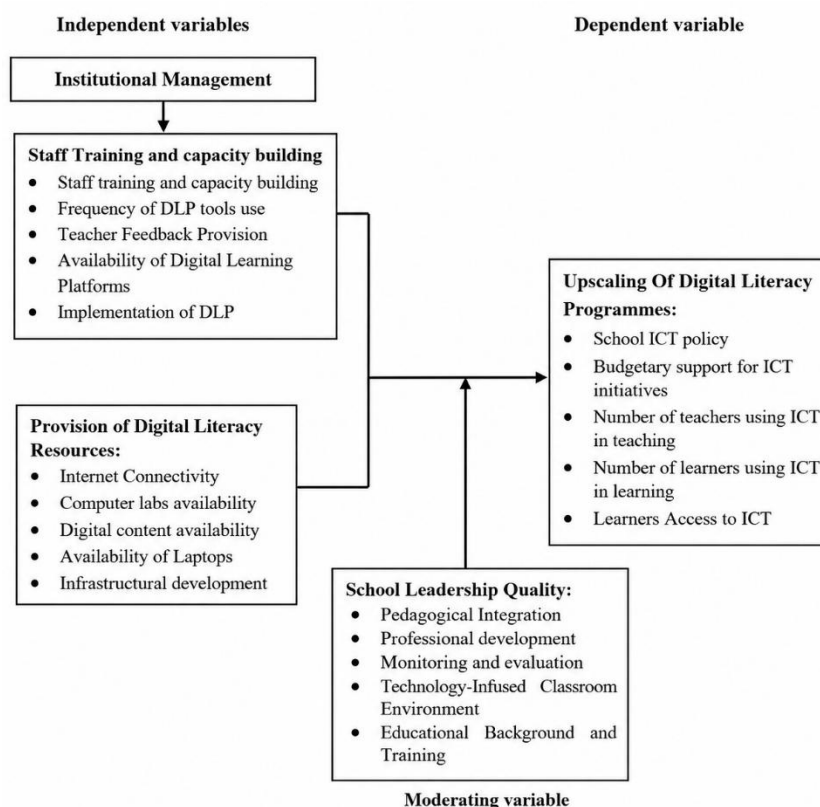 Independent variables
Dependent variable
Institutional Management
Staff Training and capacity building
• Staff training and capacity building
• Frequency of DLP tools use
• Teacher Feedback Provision
• Availability of Digital Learning
Platforms
• Implementation of DLP
Provision of Digital Literacy
Resources:
• Internet Connectivity
• Computer labs availability
• Digital content availability
• Availability of Laptops
• Infrastructural development
Upscaling Of Digital Literacy
Programmes:
• School ICT policy
• Budgetary support for ICT
initiatives
• Number of teachers using ICT
in teaching
• Number of learners using ICT
in learning
• Learners Access to ICT
School Leadership Quality:
• Pedagogical Integration
• Professional development
• Monitoring and evaluation
• Technology-Infused Classroom
Environment
• Educational Background and
Training
Moderating variable